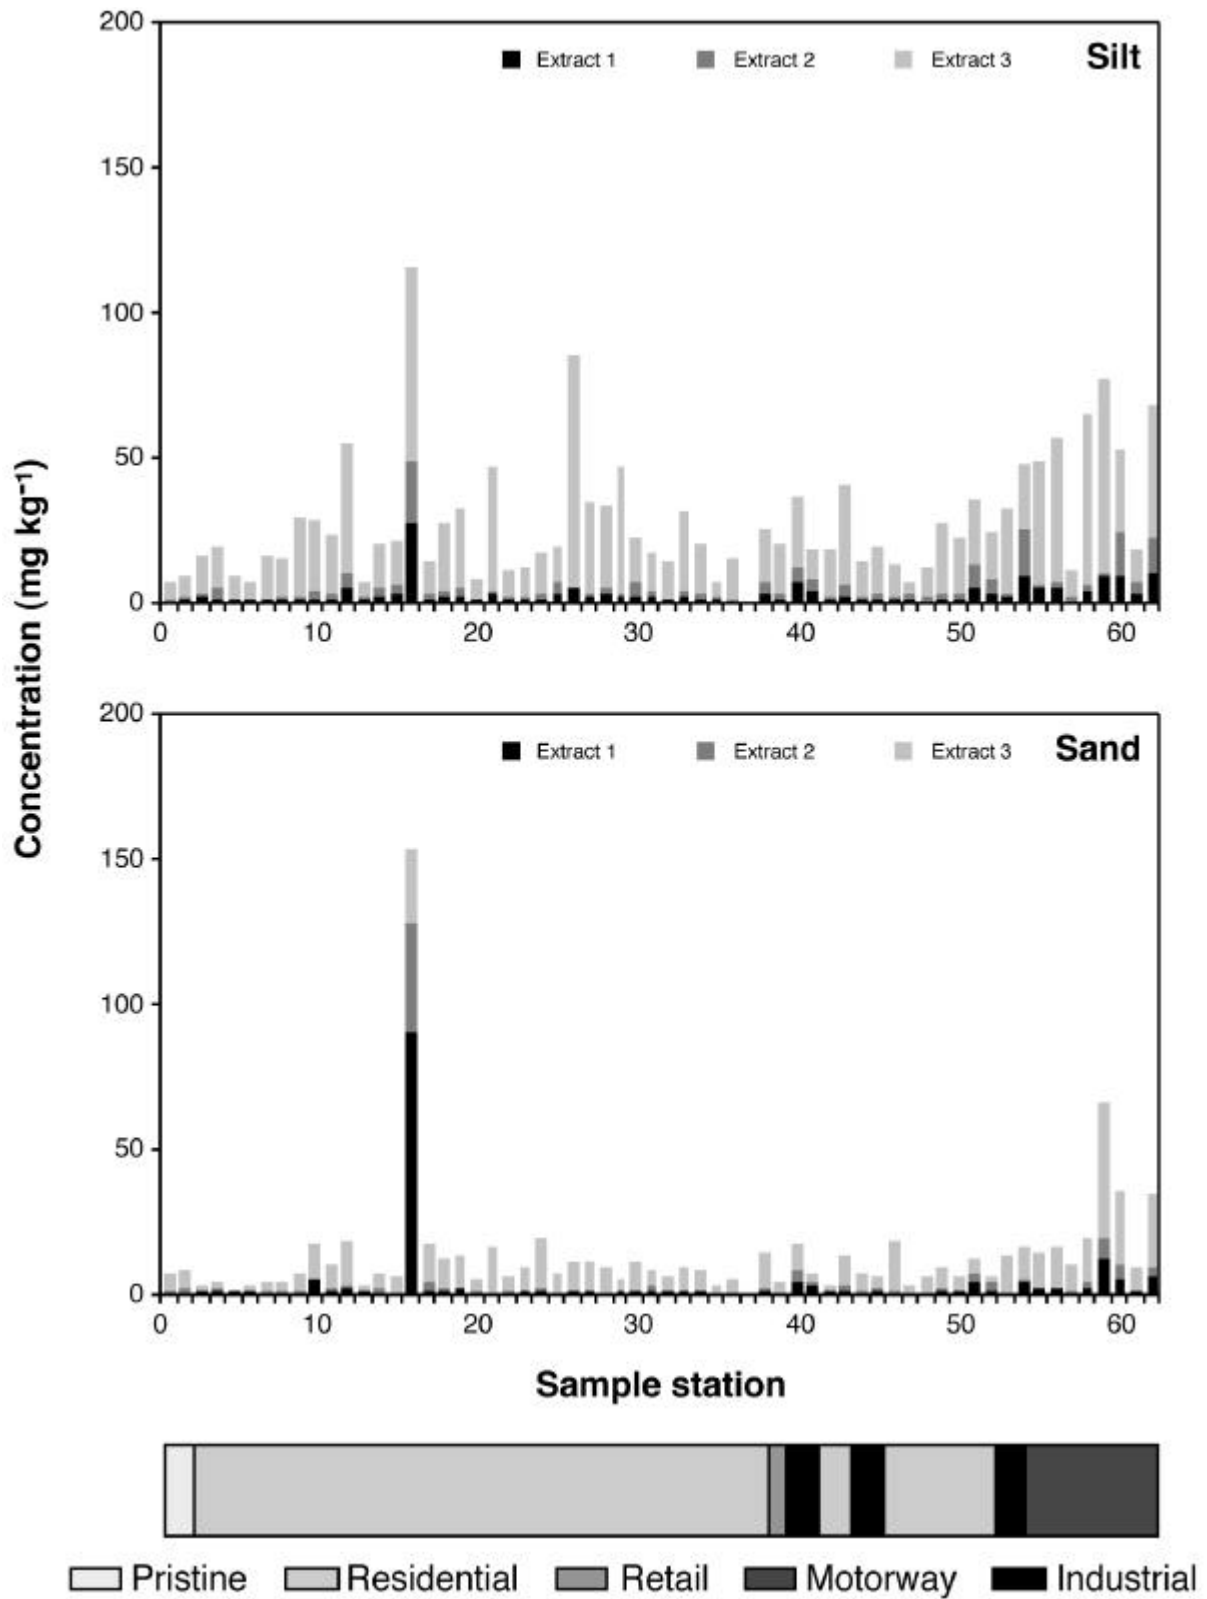 200
Extract 1 Extract 2 Extract 3 Silt
150
100
50
0
0 10 20 30 40 50 60
Concentration (mg kg⁻¹)
200
Extract 1 Extract 2 Extract 3 Sand
150
100
50
0
0 10 20 30 40 50 60
Sample station
Pristine Residential Retail Motorway Industrial